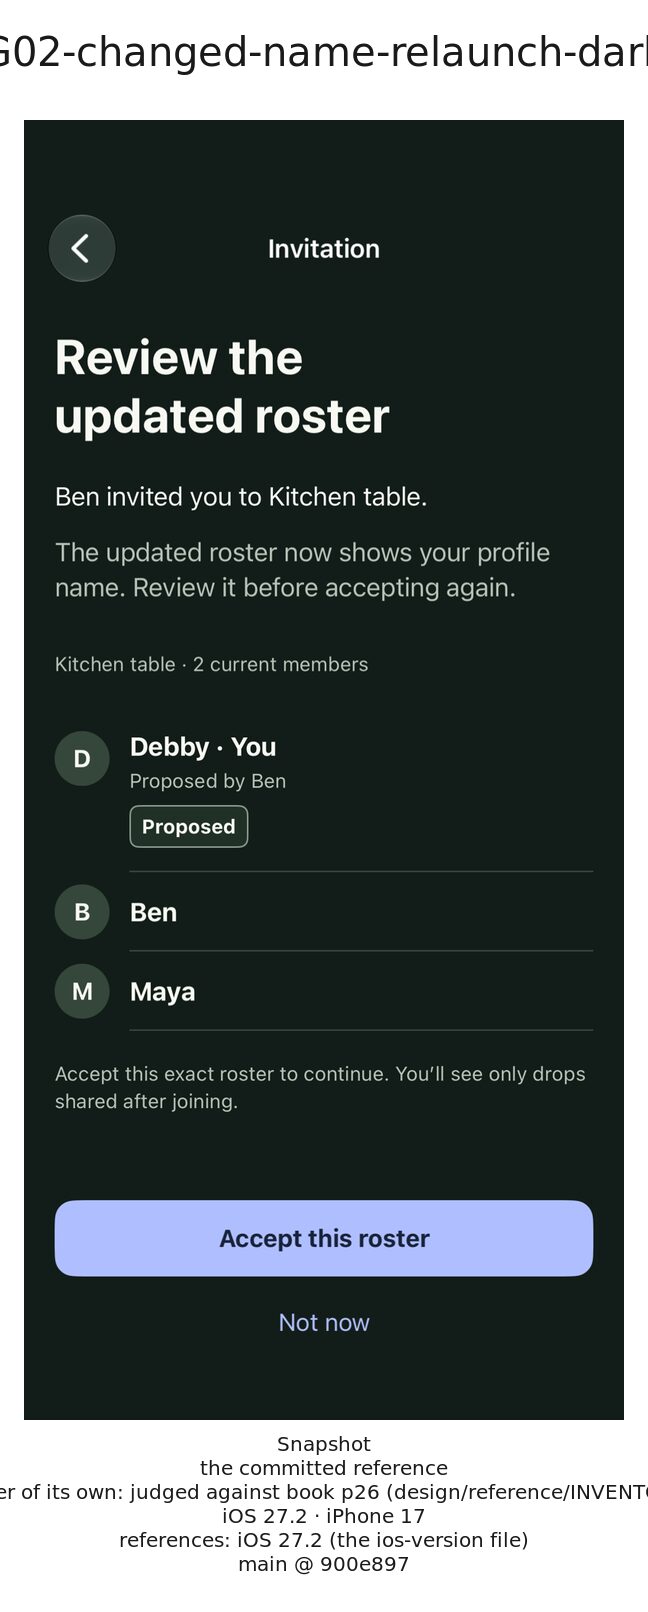 G02-changed-name-relaunch-dark
Invitation
Review the
updated roster
Ben invited you to Kitchen table.
The updated roster now shows your profile
name. Review it before accepting again.
Kitchen table · 2 current members
D
Debby · You
Proposed by Ben
Proposed
B
Ben
M
Maya
Accept this exact roster to continue. You’ll see only drops
shared after joining.
Accept this roster
Not now
Snapshot
the committed reference
of its own: judged against book p26 (design/reference/
iOS 27.2 · iPhone 17
references: iOS 27.2 (the ios-version file)
main @ 900e897